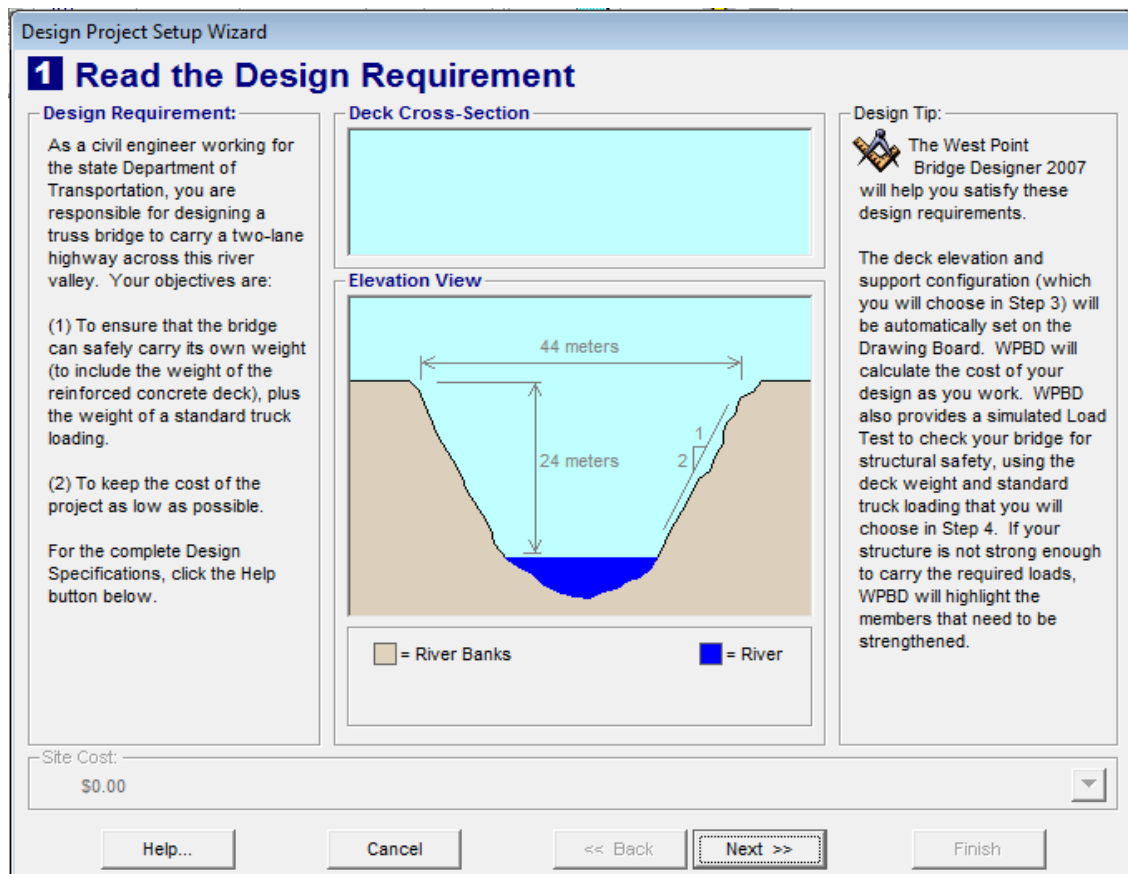 Design Project Setup Wizard
1 Read the Design Requirement
Design Requirement:
As a civil engineer working for
the state Department of
Transportation, you are
responsible for designing a
truss bridge to carry a two-lane
highway across this river
valley. Your objectives are:
(1) To ensure that the bridge
can safely carry its own weight
(to include the weight of the
reinforced concrete deck), plus
the weight of a standard truck
loading.
(2) To keep the cost of the
project as low as possible.
For the complete Design
Specifications, click the Help
button below.
Deck Cross-Section
Elevation View
44 meters
24 meters
1
2
= River Banks
= River
Design Tip:
The West Point
Bridge Designer 2007
will help you satisfy these
design requirements.
The deck elevation and
support configuration (which
you will choose in Step 3) will
be automatically set on the
Drawing Board. WPBD will
calculate the cost of your
design as you work. WPBD
also provides a simulated Load
Test to check your bridge for
structural safety, using the
deck weight and standard
truck loading that you will
choose in Step 4. If your
structure is not strong enough
to carry the required loads,
WPBD will highlight the
members that need to be
strengthened.
Site Cost:
$0.00
Help...
Cancel
<< Back
Next >>
Finish